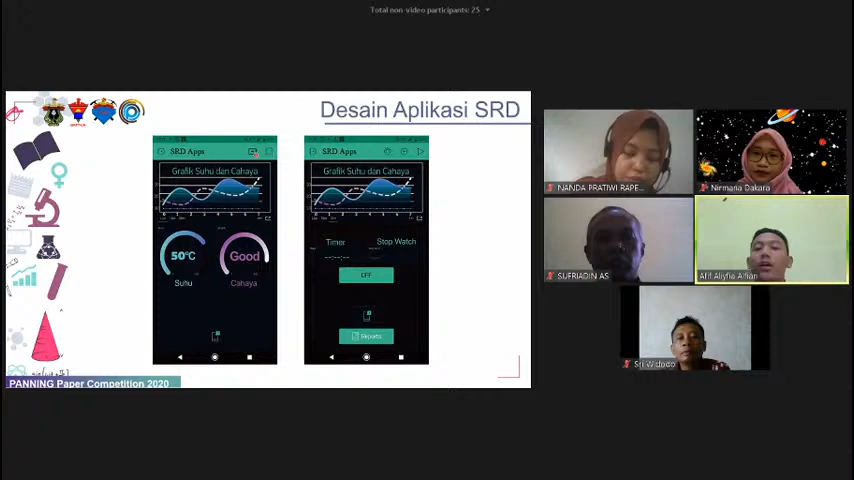 Total non-video participants: 25
Desain Aplikasi SRD
SRD Apps
Grafik Suhu dan Cahaya
50°C
Suhu
Good
Cahaya
SRD Apps
Grafik Suhu dan Cahaya
Timer
Stop Watch
OFF
Reports
PANNING Paper Competition 2020
NANDA PRATIWI RAPE...
Nirmana Dakara
SUFRIADIN AS
Afif Aliyfia Alhan
Sri Widodo